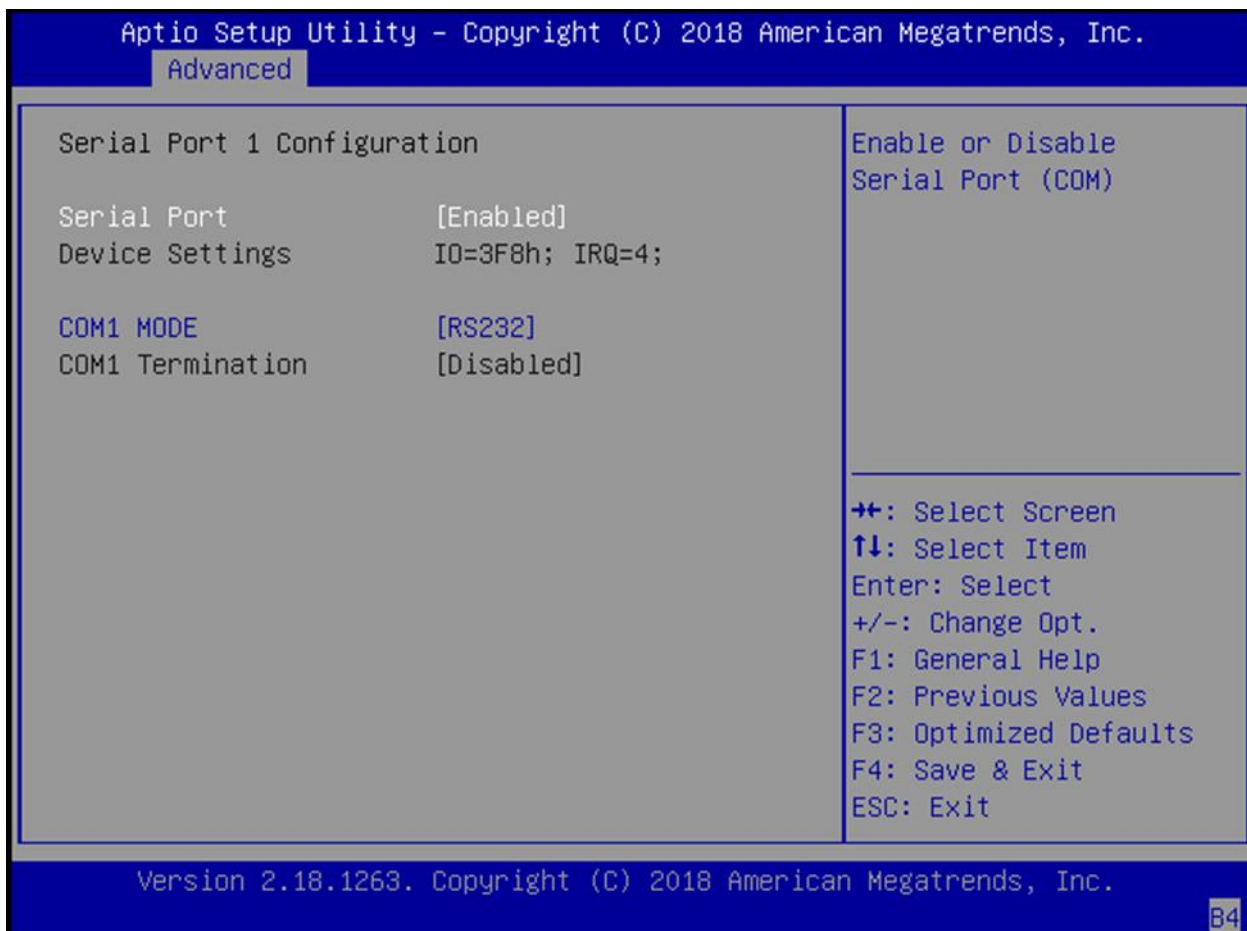 Aptio Setup Utility – Copyright (C) 2018 American Megatrends, Inc.
Advanced
Serial Port 1 Configuration
Serial Port [Enabled]
Device Settings IO=3F8h; IRQ=4;
COM1 MODE [RS232]
COM1 Termination [Disabled]
Enable or Disable
Serial Port (COM)
→←: Select Screen
↑↓: Select Item
Enter: Select
+/-: Change Opt.
F1: General Help
F2: Previous Values
F3: Optimized Defaults
F4: Save & Exit
ESC: Exit
Version 2.18.1263. Copyright (C) 2018 American Megatrends, Inc.
B4